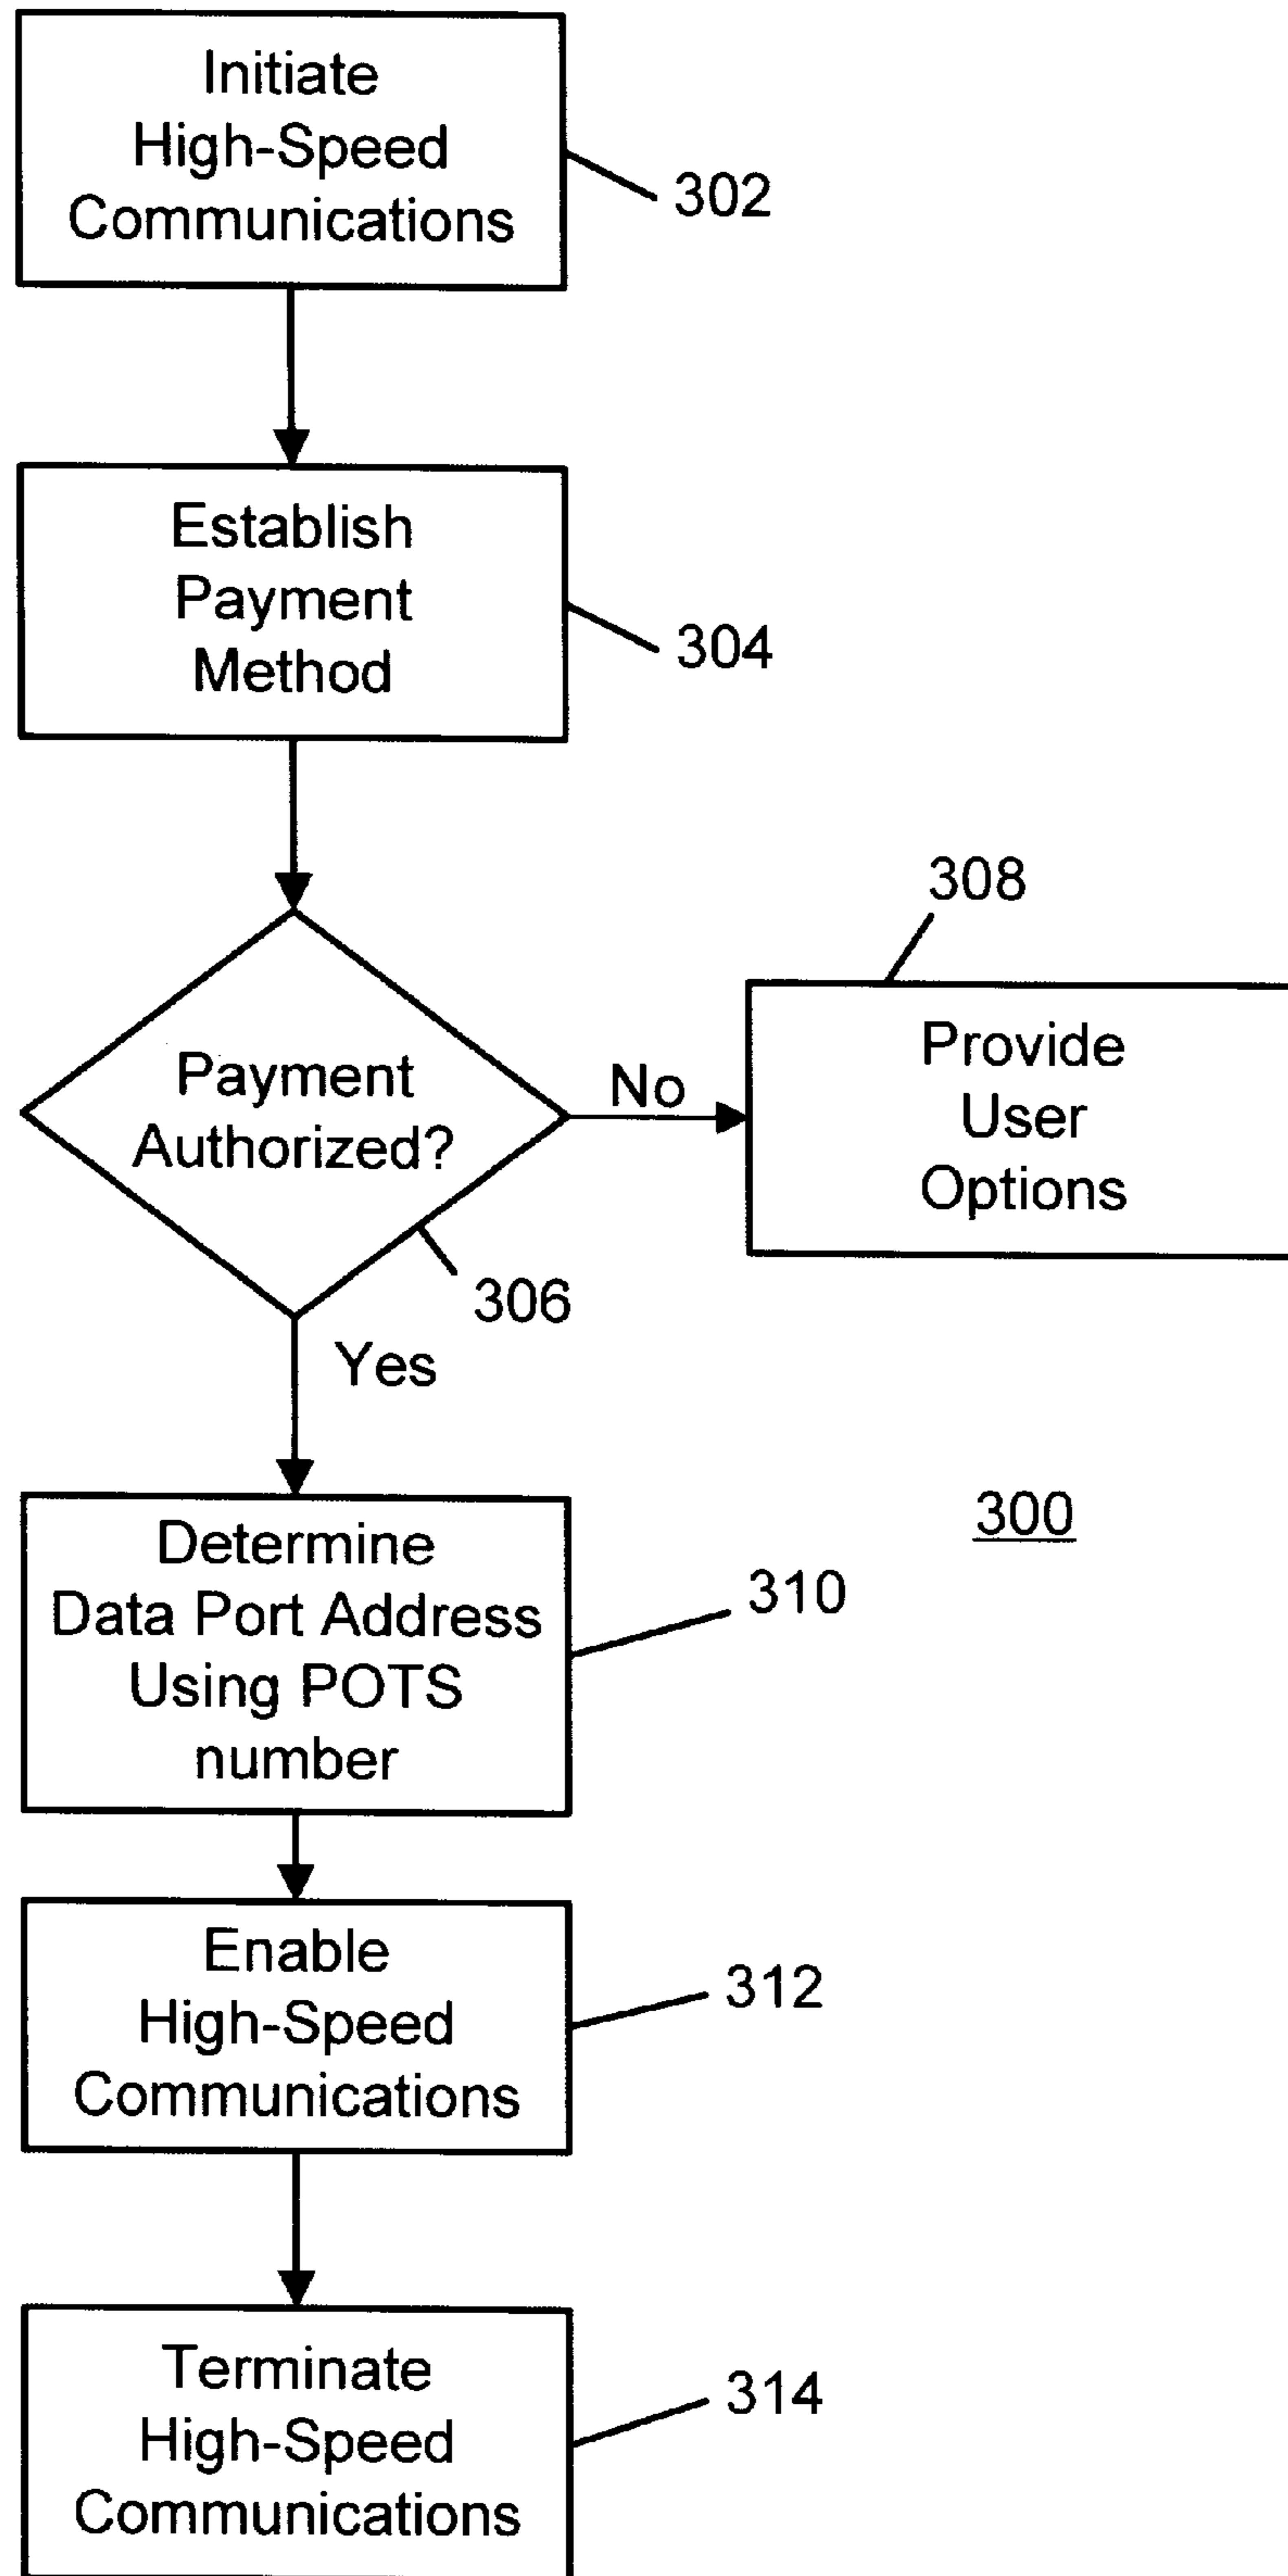 Initiate
High-Speed
Communications
302
Establish
Payment
Method
304
308
Payment
Authorized?
No
Provide
User
Options
306
Yes
300
Determine
Data Port Address
Using POTS
number
310
Enable
High-Speed
Communications
312
Terminate
High-Speed
Communications
314